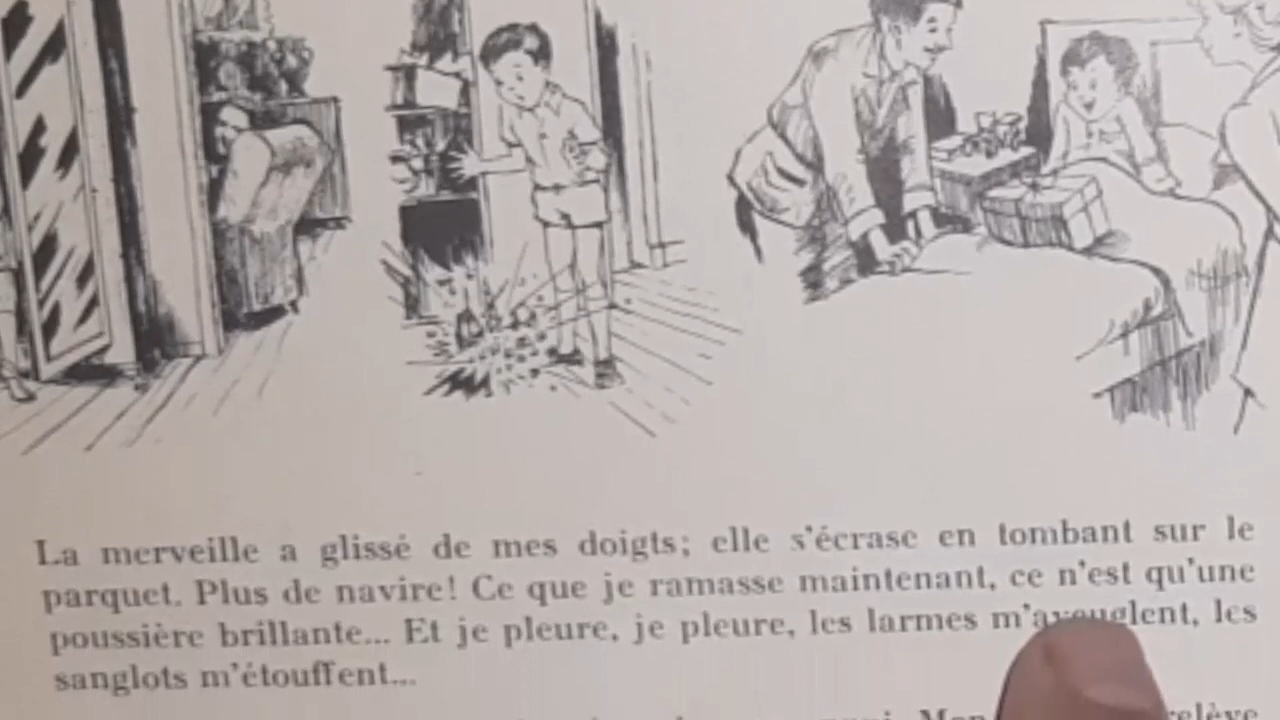 La merveille a glissé de mes doigts; elle s'écrase en tombant sur le
parquet. Plus de navire! Ce que je ramasse maintenant, ce n'est qu'une
poussière brillante... Et je pleure, je pleure, les larmes m'aveuglent, les
sanglots m'étouffent...